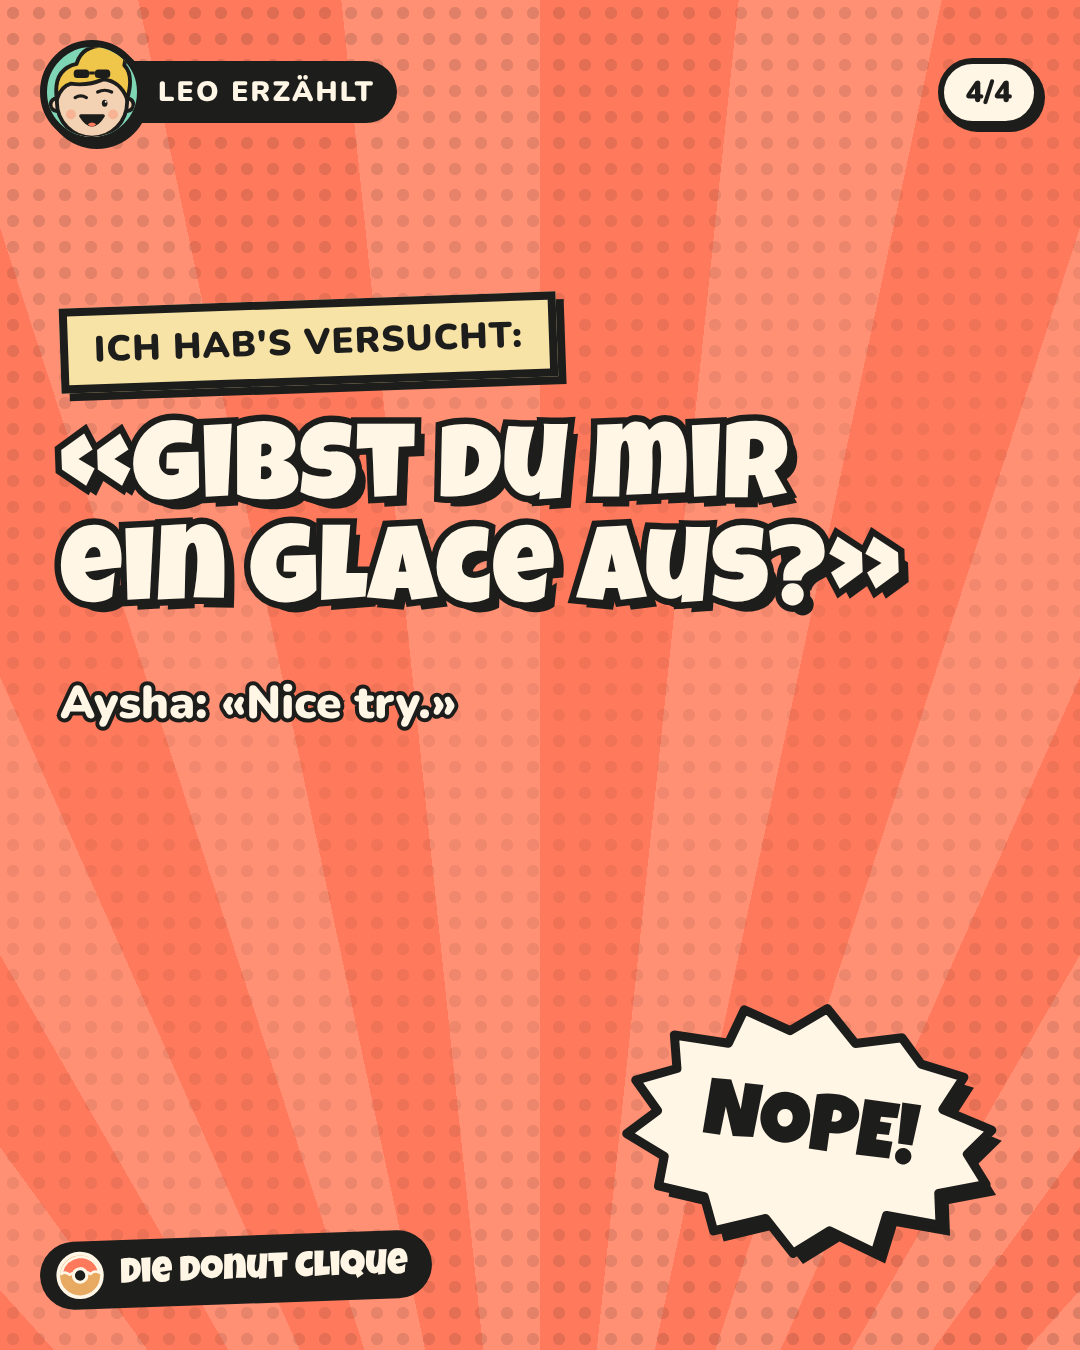 LEO ERZÄHLT
4/4
ICH HAB'S VERSUCHT:
«GIBST DU MIR
EIN GLACE AUS?»
Aysha: «Nice try.»
NOPE!
DIE DONUT CLIQUE